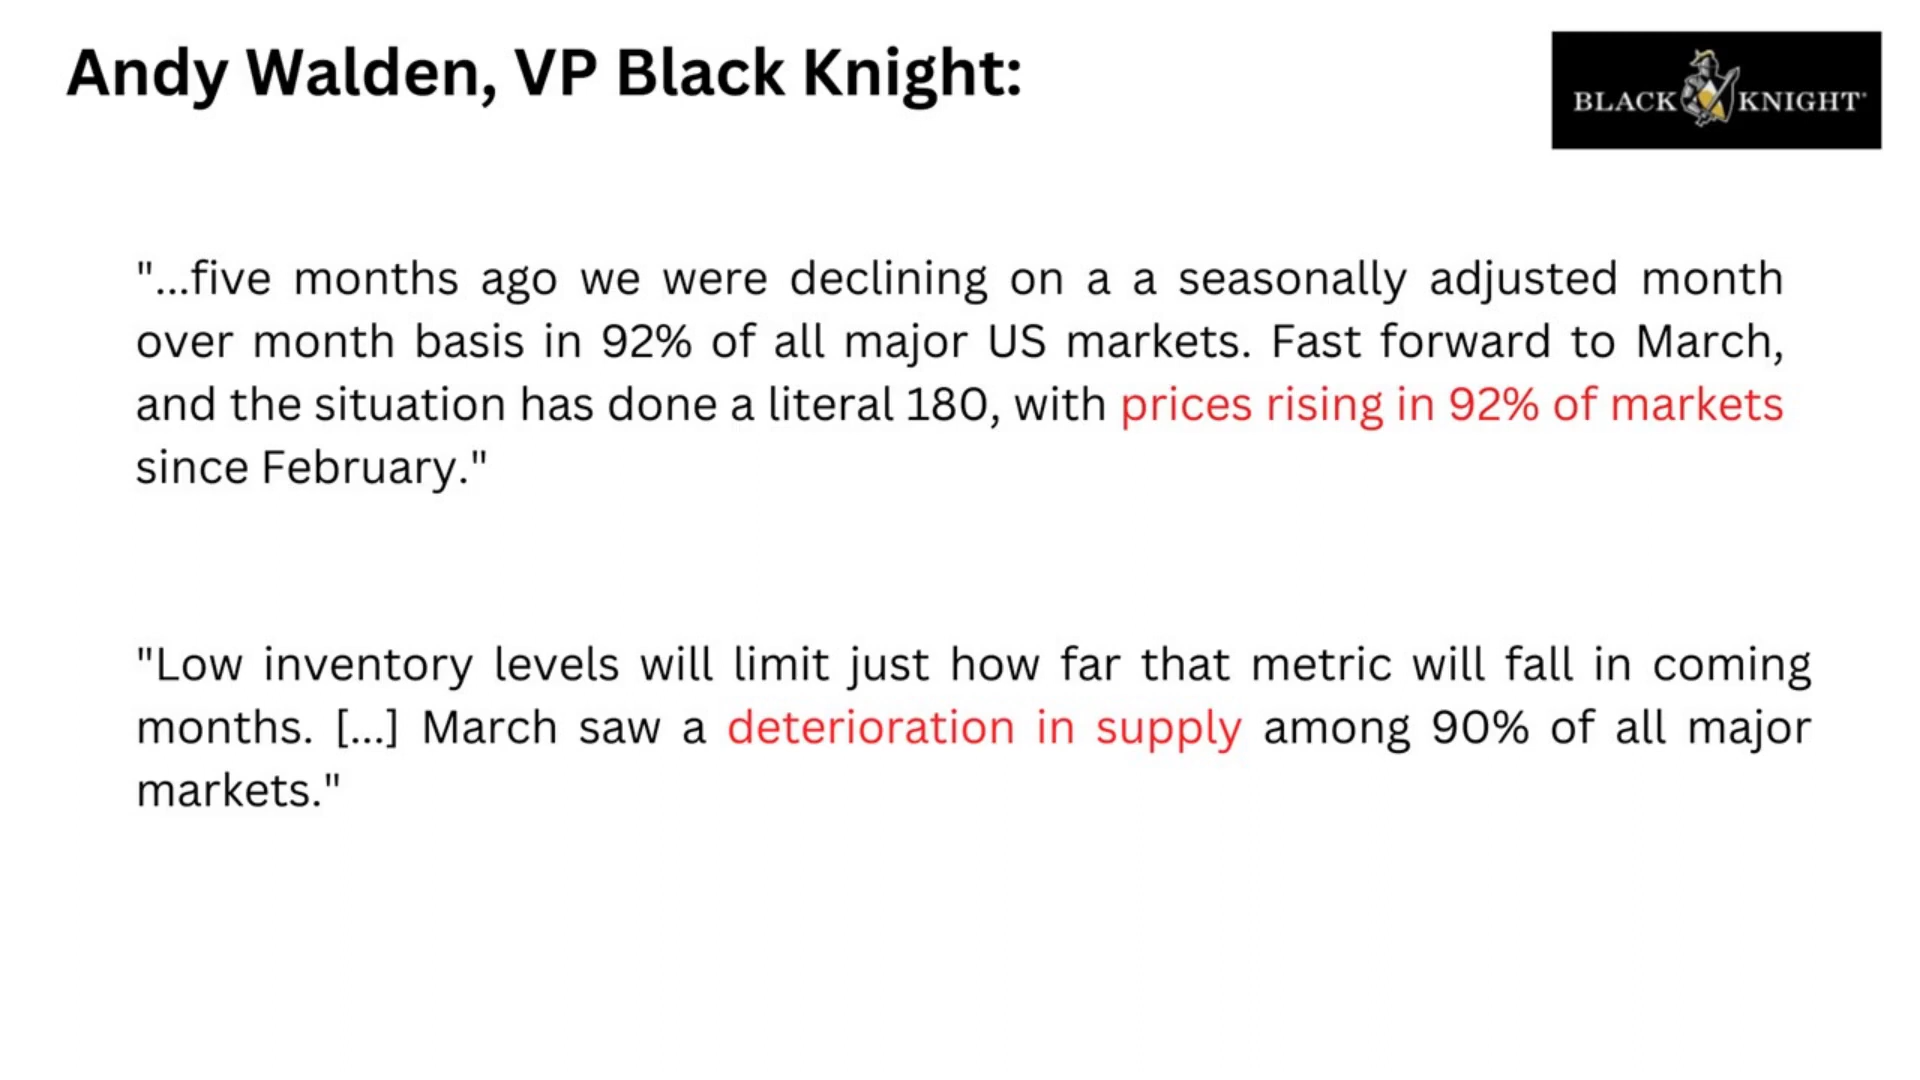 Andy Walden, VP Black Knight:
BLACK KNIGHT
"...five months ago we were declining on a a seasonally adjusted month
over month basis in 92% of all major US markets. Fast forward to March,
and the situation has done a literal 180, with prices rising in 92% of markets
since February."
"Low inventory levels will limit just how far that metric will fall in coming
months. [...] March saw a deterioration in supply among 90% of all major
markets."